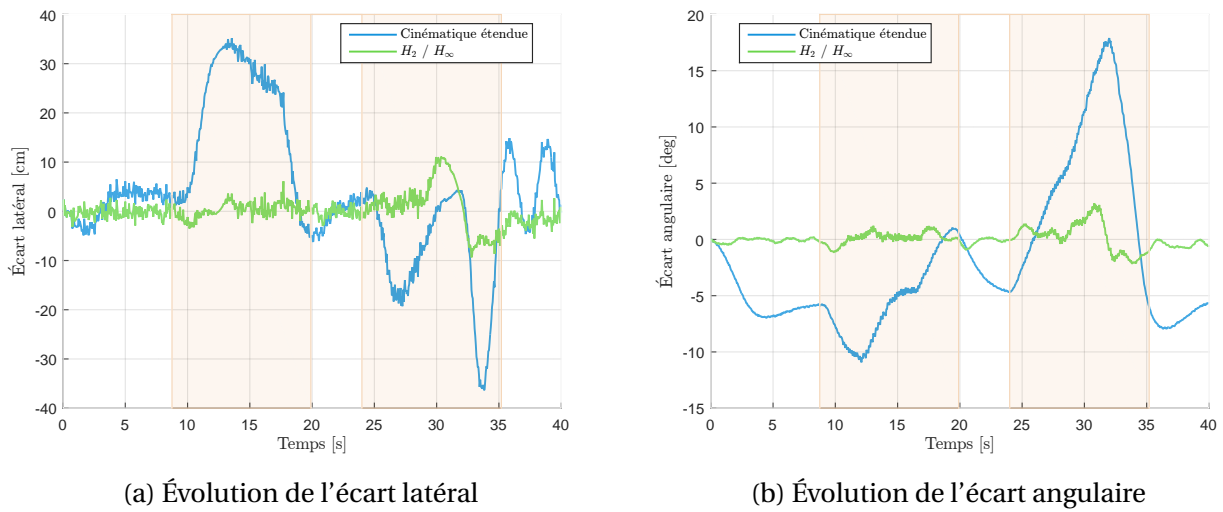 Cinématique étendue
H₂ / H∞
Écart latéral [cm]
40
30
20
10
0
-10
-20
-30
-40
0 5 10 15 20 25 30 35 40
Temps [s]
(a) Évolution de l'écart latéral
Cinématique étendue
H₂ / H∞
Écart angulaire [deg]
20
15
10
5
0
-5
-10
-15
0 5 10 15 20 25 30 35 40
Temps [s]
(b) Évolution de l'écart angulaire